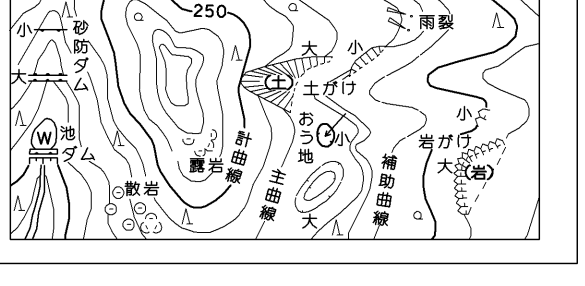 250
小
砂防ダム
大
W
池
ダム
散岩
露岩
計曲線
主曲線
大
小
土
土がけ
おう地
小
大
補助曲線
雨裂
小
岩がけ
大
岩